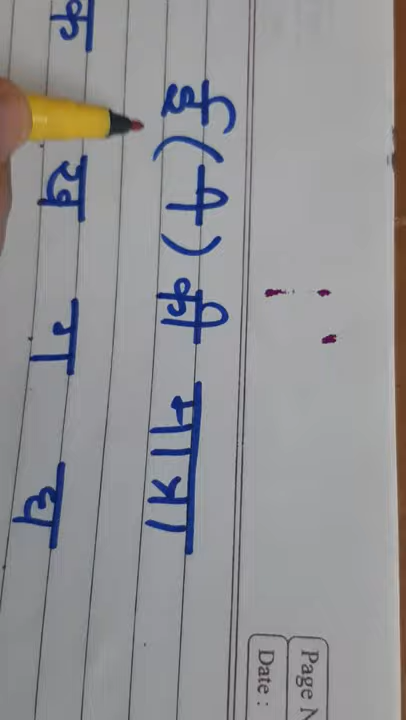 Page N
Date :
ई ( ी ) की मात्रा
क ख ग घ